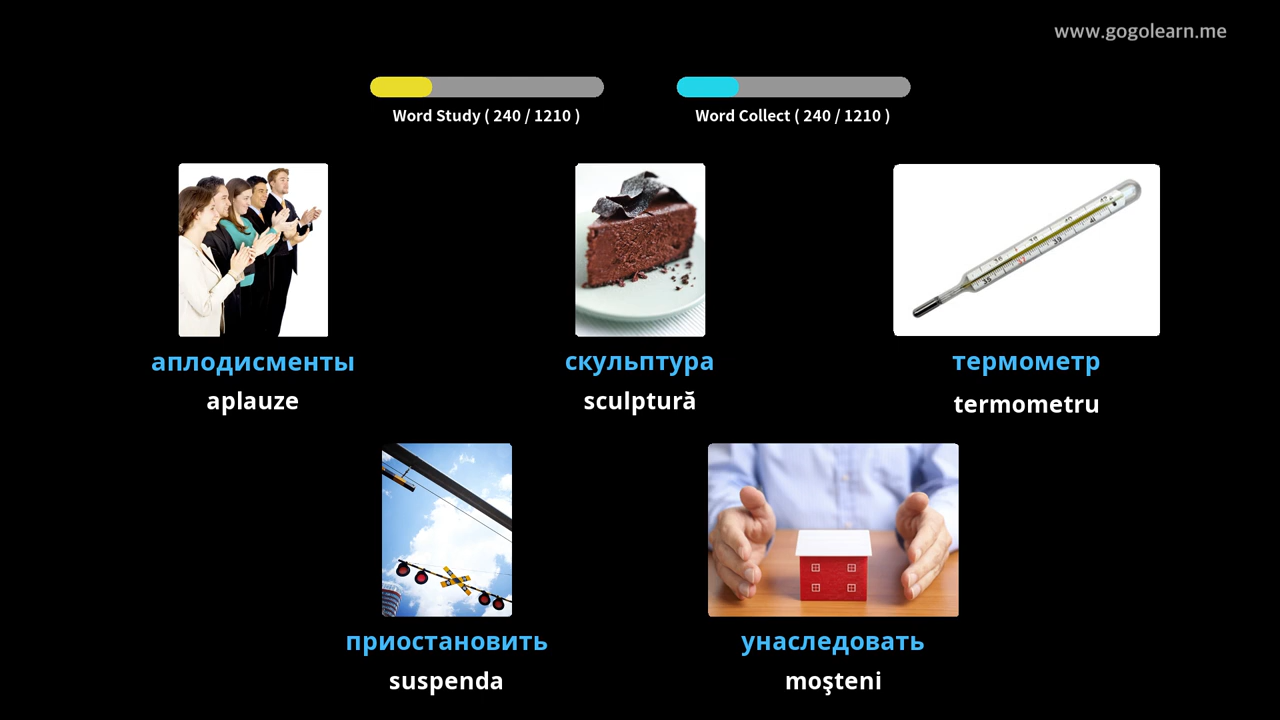 www.gogolearn.me
Word Study ( 240 / 1210 )
Word Collect ( 240 / 1210 )
аплодисменты
aplauze
скульптура
sculptură
термометр
termometru
приостановить
suspenda
унаследовать
moşteni